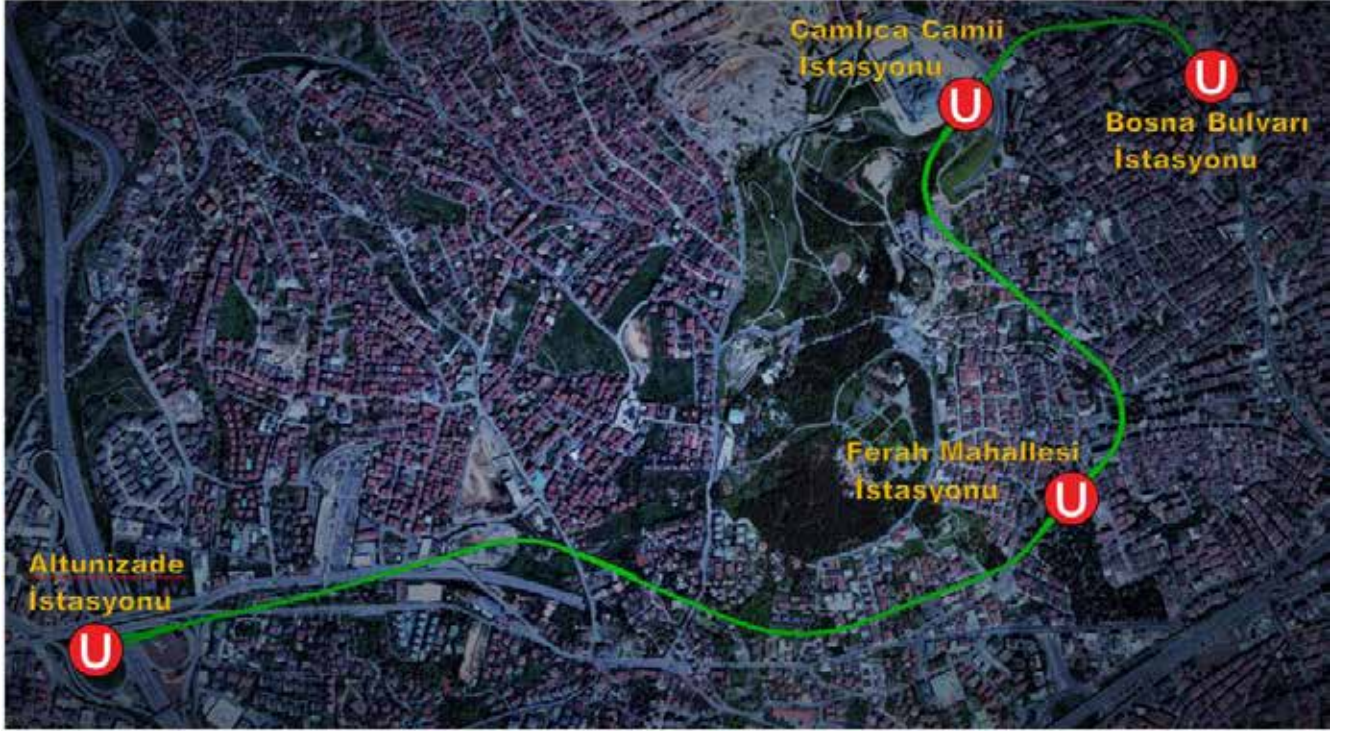 Çamlıca Camii
İstasyonu
U
U
Bosna Bulvarı
İstasyonu
Ferah Mahallesi
İstasyonu
U
Altunizade
İstasyonu
U